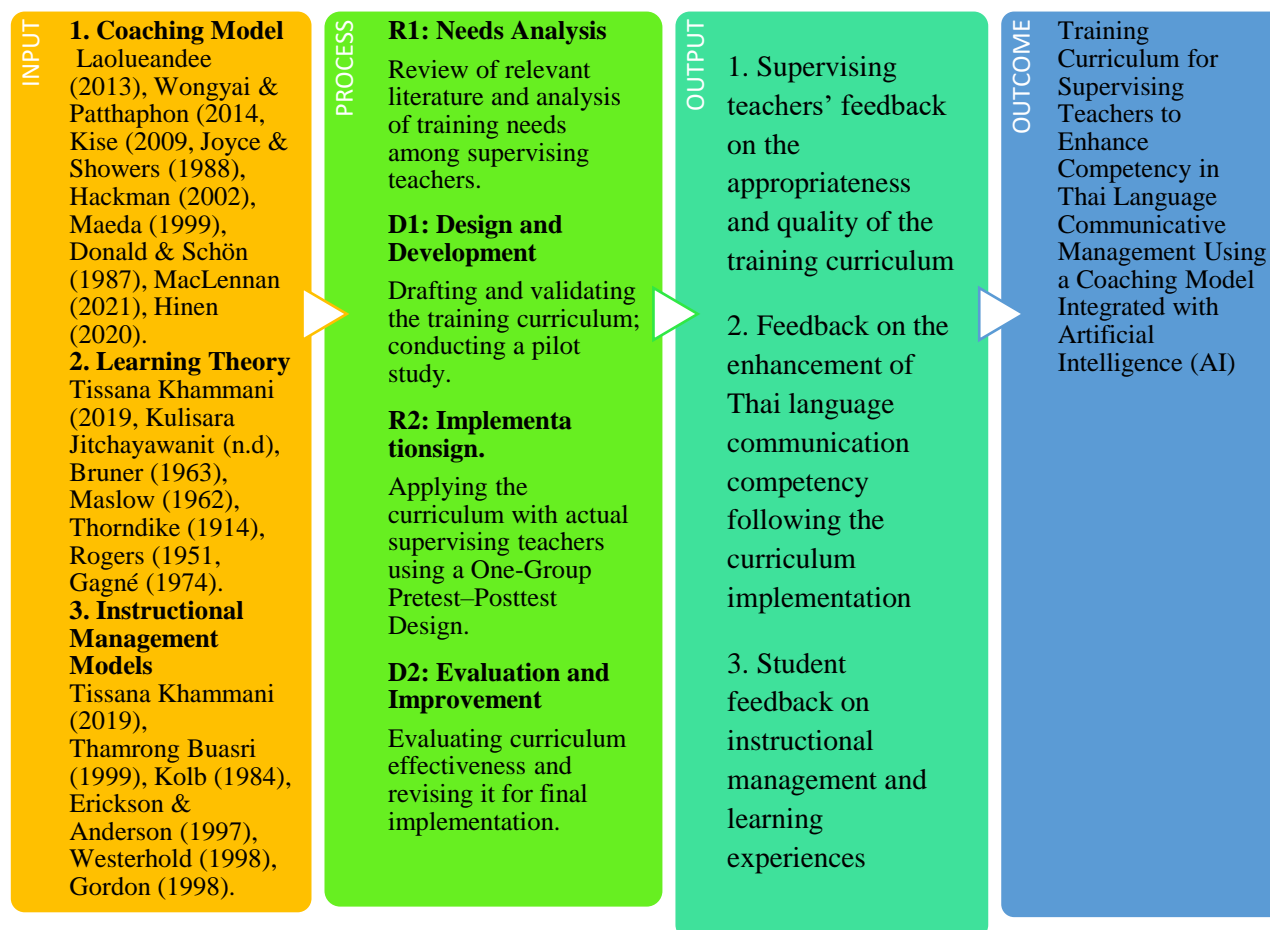 INPUT
1. Coaching Model
Laolueandee
(2013), Wongyai &
Patthaphon (2014,
Kise (2009, Joyce &
Showers (1988),
Hackman (2002),
Maeda (1999),
Donald & Schön
(1987), MacLennan
(2021), Hinen
(2020).
2. Learning Theory
Tissana Khammani
(2019, Kulisara
Jitchayawanit (n.d),
Bruner (1963),
Maslow (1962),
Thorndike (1914),
Rogers (1951,
Gagné (1974).
3. Instructional
Management
Models
Tissana Khammani
(2019),
Thamrong Buasri
(1999), Kolb (1984),
Erickson &
Anderson (1997),
Westerhold (1998),
Gordon (1998).
PROCESS
R1: Needs Analysis
Review of relevant
literature and analysis
of training needs
among supervising
teachers.
D1: Design and
Development
Drafting and validating
the training curriculum;
conducting a pilot
study.
R2: Implementa
tionsign.
Applying the
curriculum with actual
supervising teachers
using a One-Group
Pretest–Posttest
Design.
D2: Evaluation and
Improvement
Evaluating curriculum
effectiveness and
revising it for final
implementation.
OUTPUT
1. Supervising
teachers’ feedback
on the
appropriateness
and quality of the
training curriculum
2. Feedback on the
enhancement of
Thai language
communication
competency
following the
curriculum
implementation
3. Student
feedback on
instructional
management and
learning
experiences
OUTCOME
Training
Curriculum for
Supervising
Teachers to
Enhance
Competency in
Thai Language
Communicative
Management Using
a Coaching Model
Integrated with
Artificial
Intelligence (AI)